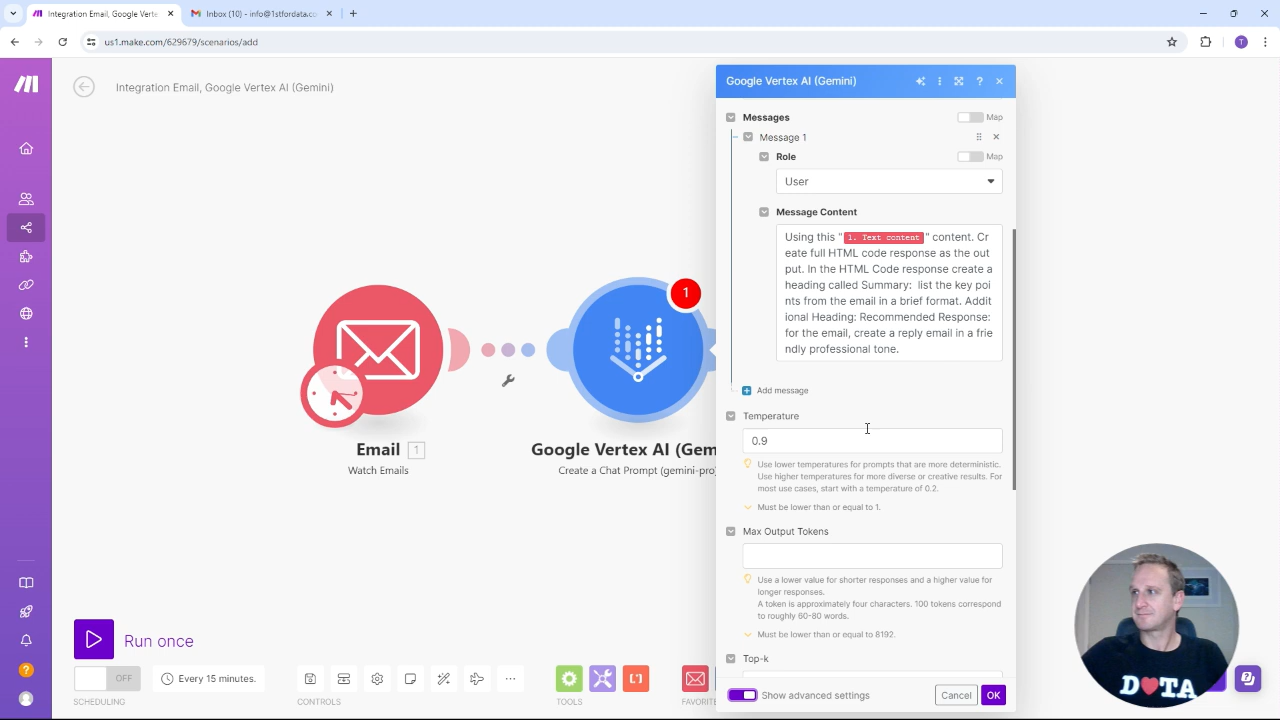 Integration Email, Google Vertex
Inbox (10) - info@1stfordata.co
us1.make.com/629679/scenarios/add
T
Integration Email, Google Vertex AI (Gemini)
Google Vertex AI (Gemini)
Messages
Map
Message 1
Role
Map
User
Message Content
Using this "1. Text content" content. Cr
eate full HTML code response as the out
put. In the HTML Code response create a
heading called Summary:  list the key poi
nts from the email in a brief format. Addit
ional Heading: Recommended Response:
for the email, create a reply email in a frie
ndly professional tone.
Add message
Temperature
0.9
Use lower temperatures for prompts that are more deterministic.
Use higher temperatures for more diverse or creative results. For
most use cases, start with a temperature of 0.2.
Must be lower than or equal to 1.
Max Output Tokens
Use a lower value for shorter responses and a higher value for
longer responses.
A token is approximately four characters. 100 tokens correspond
to roughly 60-80 words.
Must be lower than or equal to 8192.
Top-k
Show advanced settings
Cancel
OK
1
Email 1
Watch Emails
Google Vertex AI (Gem
Create a Chat Prompt (gemini-pro)
Run once
OFF
Every 15 minutes.
SCHEDULING
CONTROLS
TOOLS
FAVORIT
D❤TA